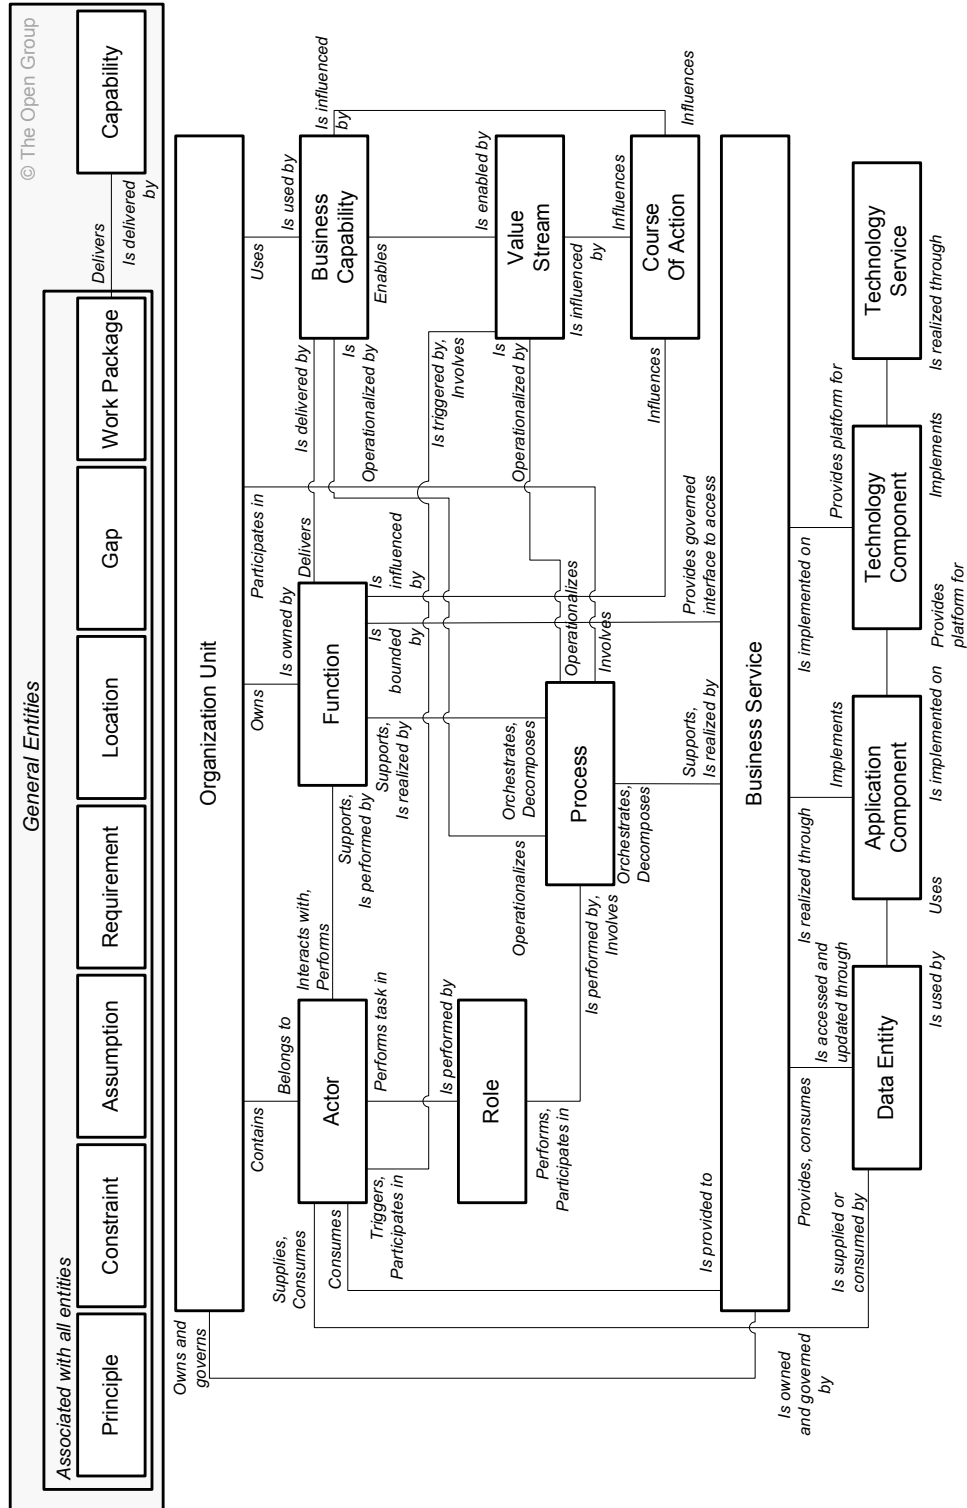 © The Open Group
General Entities
Associated with all entities
Principle
Constraint
Assumption
Requirement
Location
Gap
Work Package
Delivers
Is delivered
by
Capability
Organization Unit
Owns and
governs
Contains
Belongs to
Owns
Is owned by
Participates in
Uses
Is used by
Supplies,
Consumes
Consumes
Actor
Interacts with,
Performs
Supports,
Is performed by
Function
Delivers
Is delivered by
Is
Operationalized by
Business
Capability
Is influenced
by
Triggers,
Participates in
Performs task in
Supports,
Is realized by
Is
bounded
by
Is
influenced
by
Enables
Is performed by
Is triggered by,
Involves
Is enabled by
Role
Performs,
Participates in
Operationalizes
Orchestrates,
Decomposes
Is
Operationalized by
Value
Stream
Is performed by,
Involves
Process
Operationalizes
Involves
Is influenced
by
Influences
Orchestrates,
Decomposes
Influences
Course
Of Action
Influences
Is provided to
Supports,
Is realized by
Provides governed
interface to access
Business Service
Is owned
and governed
by
Provides, consumes
Is supplied or
consumed by
Is accessed and
updated through
Is realized through
Implements
Is implemented on
Provides platform for
Data Entity
Application
Component
Technology
Component
Technology
Service
Is used by
Uses
Is implemented on
Provides
platform for
Implements
Is realized through